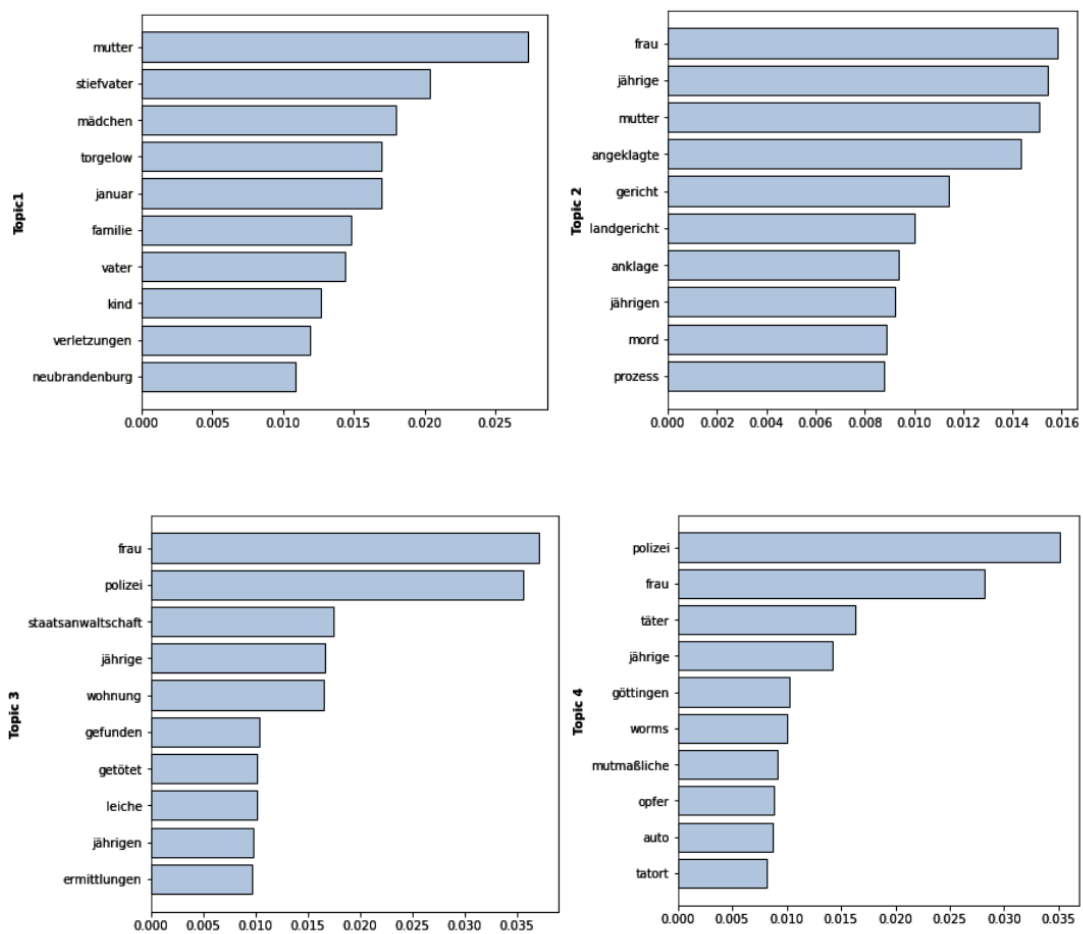 Topic1
mutter
stiefvater
mädchen
torgelow
januar
familie
vater
kind
verletzungen
neubrandenburg
0.000 0.005 0.010 0.015 0.020 0.025
Topic 2
frau
jährige
mutter
angeklagte
gericht
landgericht
anklage
jährigen
mord
prozess
0.000 0.002 0.004 0.006 0.008 0.010 0.012 0.014 0.016
Topic 3
frau
polizei
staatsanwaltschaft
jährige
wohnung
gefunden
getötet
leiche
jährigen
ermittlungen
0.000 0.005 0.010 0.015 0.020 0.025 0.030 0.035
Topic 4
polizei
frau
täter
jährige
göttingen
worms
mutmaßliche
opfer
auto
tatort
0.000 0.005 0.010 0.015 0.020 0.025 0.030 0.035